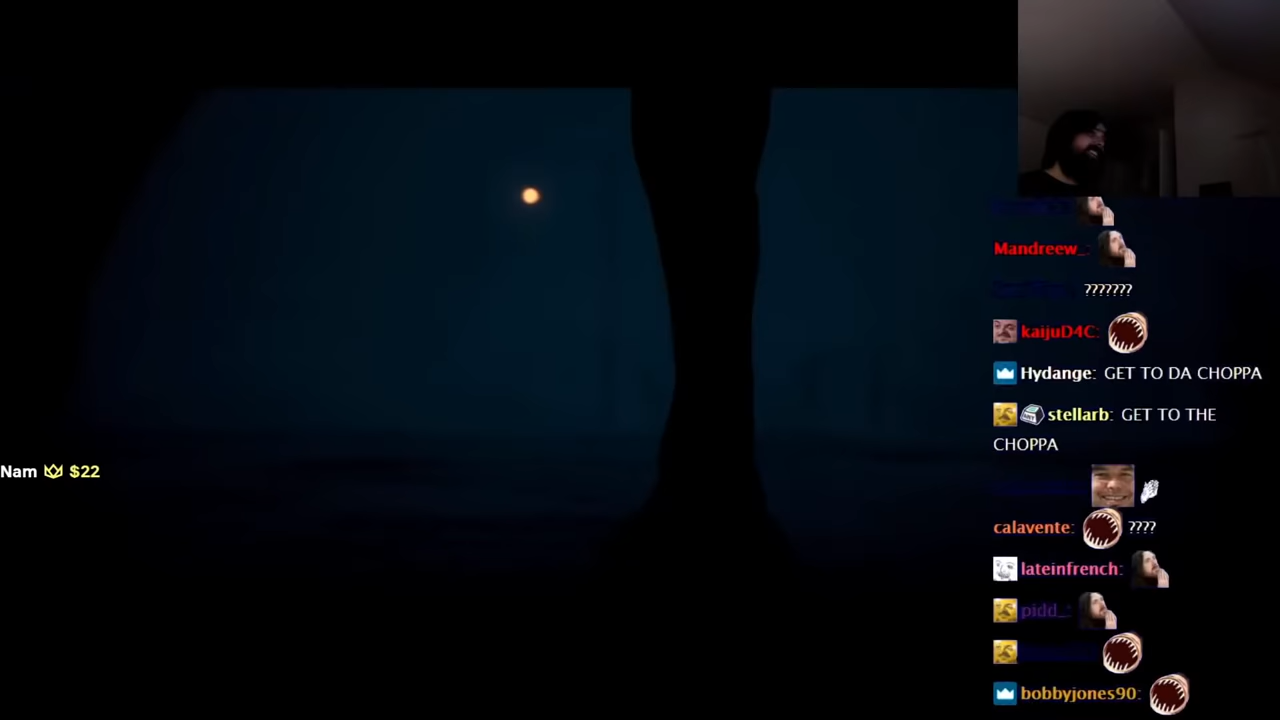 Mandreew_:
???????
kaijuD4C:
Hydange: GET TO DA CHOPPA
stellarb: GET TO THE
CHOPPA
Nam $22
calavente: ????
lateinfrench:
pidd_:
bobbyjones90: